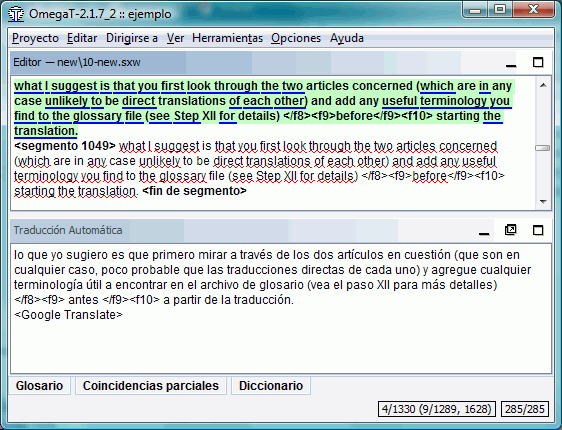 OmegaT-2.1.7_2 :: ejemplo
Proyecto Editar Dirigirse a Ver Herramientas Opciones Ayuda
Editor — new\10-new.sxw
what I suggest is that you first look through the two articles concerned (which are in any
case unlikely to be direct translations of each other) and add any useful terminology you
find to the glossary file (see Step XII for details) </f8><f9>before</f9><f10> starting the
translation.
<segmento 1049> what I suggest is that you first look through the two articles concerned
(which are in any case unlikely to be direct translations of each other) and add any useful
terminology you find to the glossary file (see Step XII for details) </f8><f9>before</f9><f10>
starting the translation. <fin de segmento>
Traducción Automática
lo que yo sugiero es que primero mirar a través de los dos artículos en cuestión (que son en
cualquier caso, poco probable que las traducciones directas de cada uno) y agregue cualquier
terminología útil a encontrar en el archivo de glosario (vea el paso XII para más detalles)
</f8><f9> antes </f9><f10> a partir de la traducción.
<Google Translate>
Glosario Coincidencias parciales Diccionario
4/1330 (9/1289, 1628) 285/285